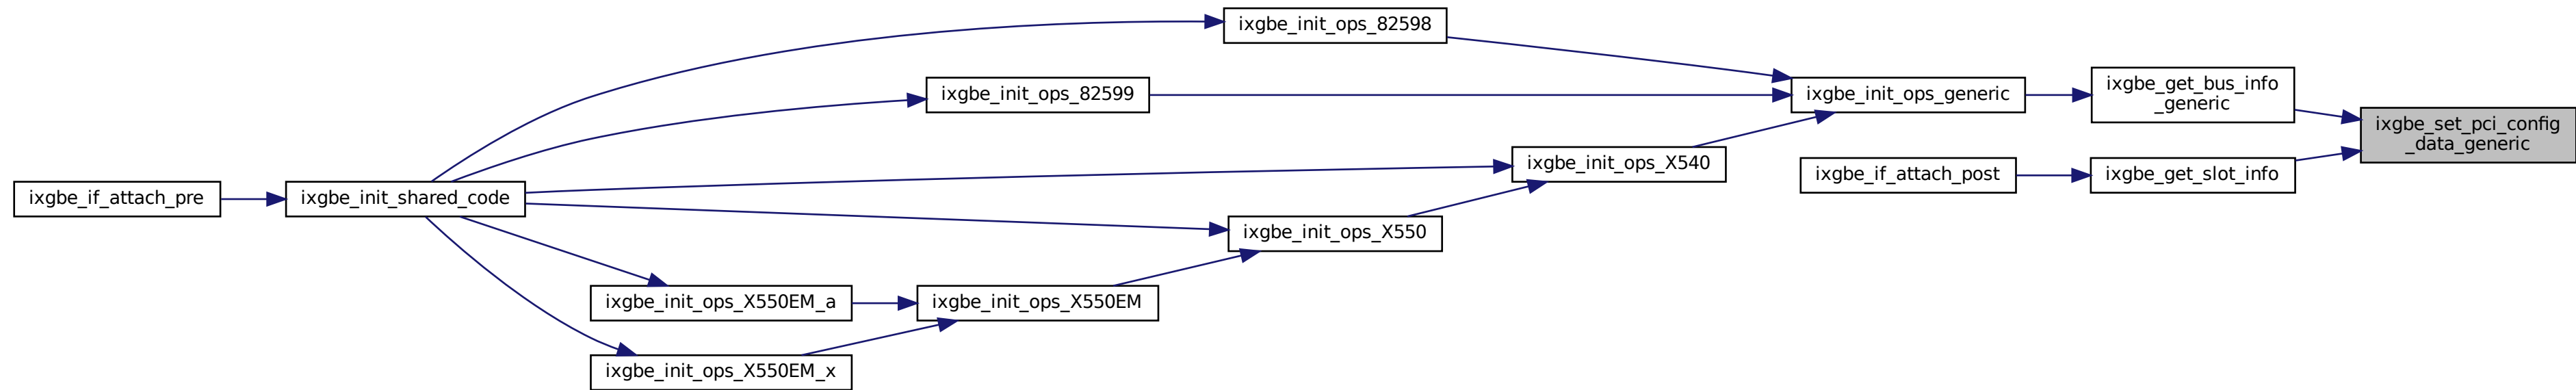 ixgbe_init_ops_82598
ixgbe_init_ops_82599
ixgbe_init_ops_generic
ixgbe_get_bus_info
_generic
ixgbe_set_pci_config
_data_generic
ixgbe_init_ops_X540
ixgbe_if_attach_post
ixgbe_get_slot_info
ixgbe_if_attach_pre
ixgbe_init_shared_code
ixgbe_init_ops_X550
ixgbe_init_ops_X550EM_a
ixgbe_init_ops_X550EM
ixgbe_init_ops_X550EM_x